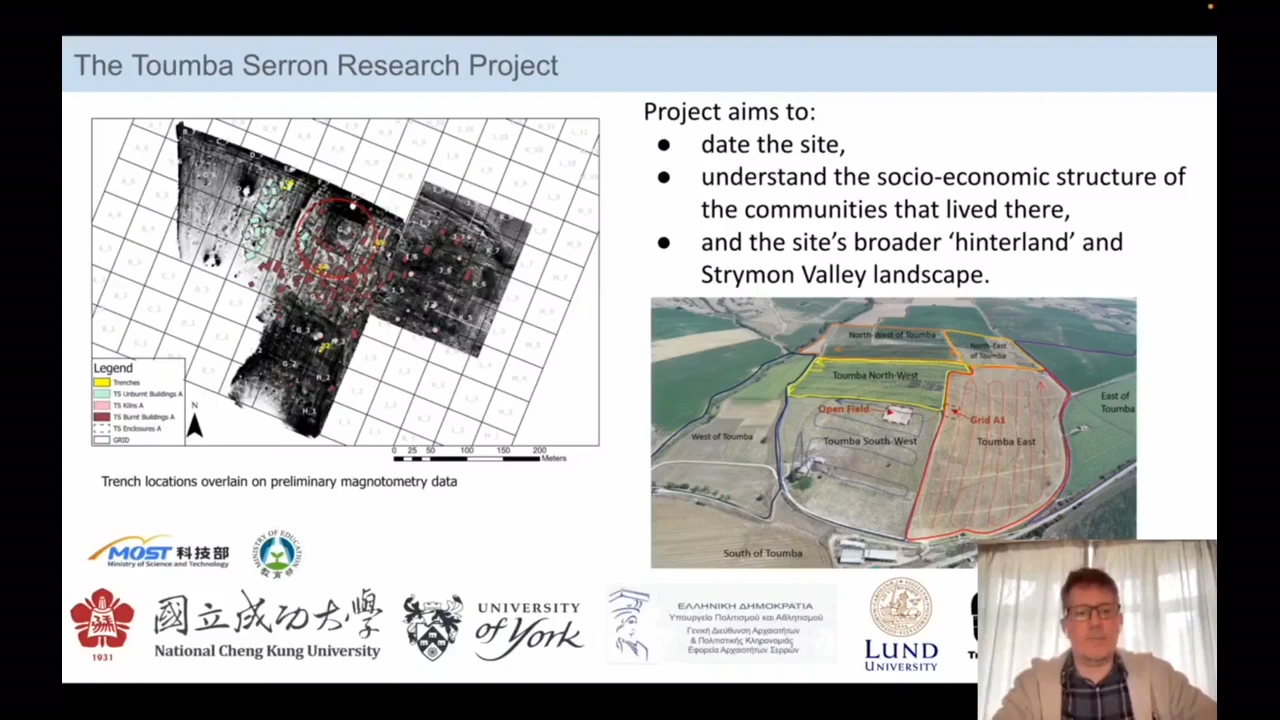 The Toumba Serron Research Project
Project aims to:
● date the site,
● understand the socio-economic structure of
the communities that lived there,
● and the site's broader 'hinterland' and
Strymon Valley landscape.
Legend
Trenches
TS Unburnt Buildings A
TS Kilns A
TS Burnt Buildings A
TS Enclosures A
GRID
N
0 25 50 100 150 200
Meters
Trench locations overlain on preliminary magnotometry data
North-West of Toumba
North-East
of Toumba
Toumba North-West
Open Field
Grid A1
East of
Toumba
West of Toumba
Toumba South-West
Toumba East
South of Toumba
MOST 科技部
Ministry of Science and Technology
MINISTRY OF EDUCATION
教育部
1931
國立成功大學
National Cheng Kung University
UNIVERSITY
of York
ΕΛΛΗΝΙΚΗ ΔΗΜΟΚΡΑΤΙΑ
Υπουργείο Πολιτισμού και Αθλητισμού
Γενική Διεύθυνση Αρχαιοτήτων
& Πολιτιστικής Κληρονομιάς
Εφορεία Αρχαιοτήτων Σερρών
LUND
UNIVERSITY